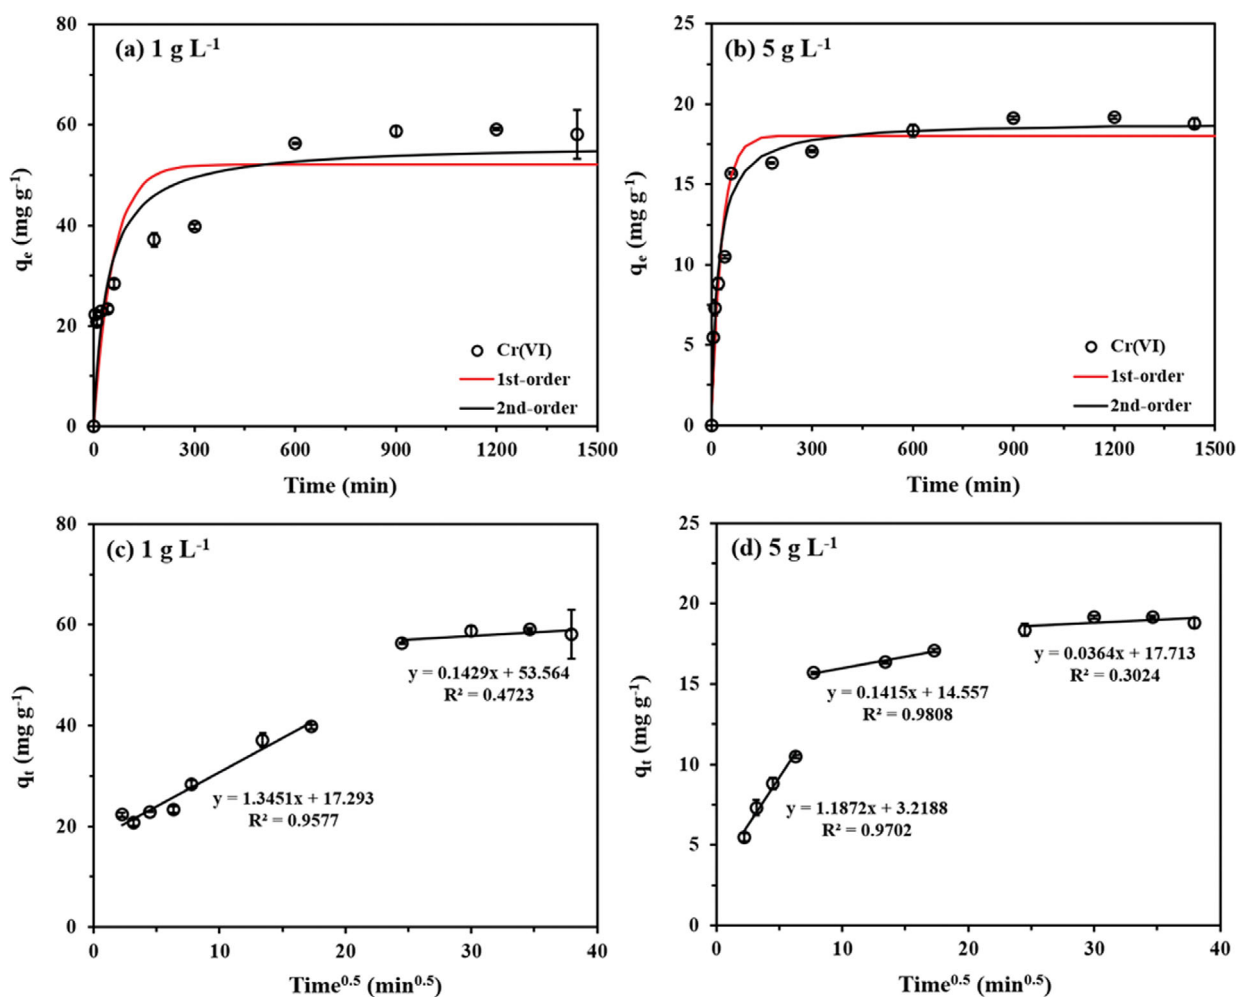 (a) 1 g L⁻¹
80
60
40
20
0
qₑ (mg g⁻¹)
Cr(VI)
1st-order
2nd-order
0 300 600 900 1200 1500
Time (min)
(b) 5 g L⁻¹
25
20
15
10
5
0
qₑ (mg g⁻¹)
Cr(VI)
1st-order
2nd-order
0 300 600 900 1200 1500
Time (min)
(c) 1 g L⁻¹
80
60
40
20
0
qₜ (mg g⁻¹)
y = 0.1429x + 53.564
R² = 0.4723
y = 1.3451x + 17.293
R² = 0.9577
0 10 20 30 40
Time⁰·⁵ (min⁰·⁵)
(d) 5 g L⁻¹
25
20
15
10
5
0
qₜ (mg g⁻¹)
y = 0.0364x + 17.713
R² = 0.3024
y = 0.1415x + 14.557
R² = 0.9808
y = 1.1872x + 3.2188
R² = 0.9702
0 10 20 30 40
Time⁰·⁵ (min⁰·⁵)